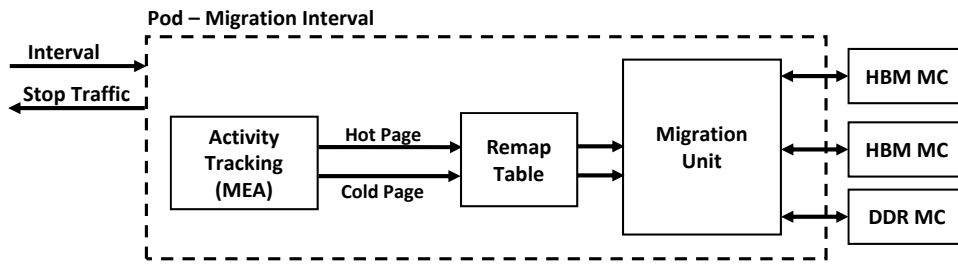 Pod – Migration Interval
Interval
Stop Traffic
Activity
Tracking
(MEA)
Hot Page
Cold Page
Remap
Table
Migration
Unit
HBM MC
HBM MC
DDR MC